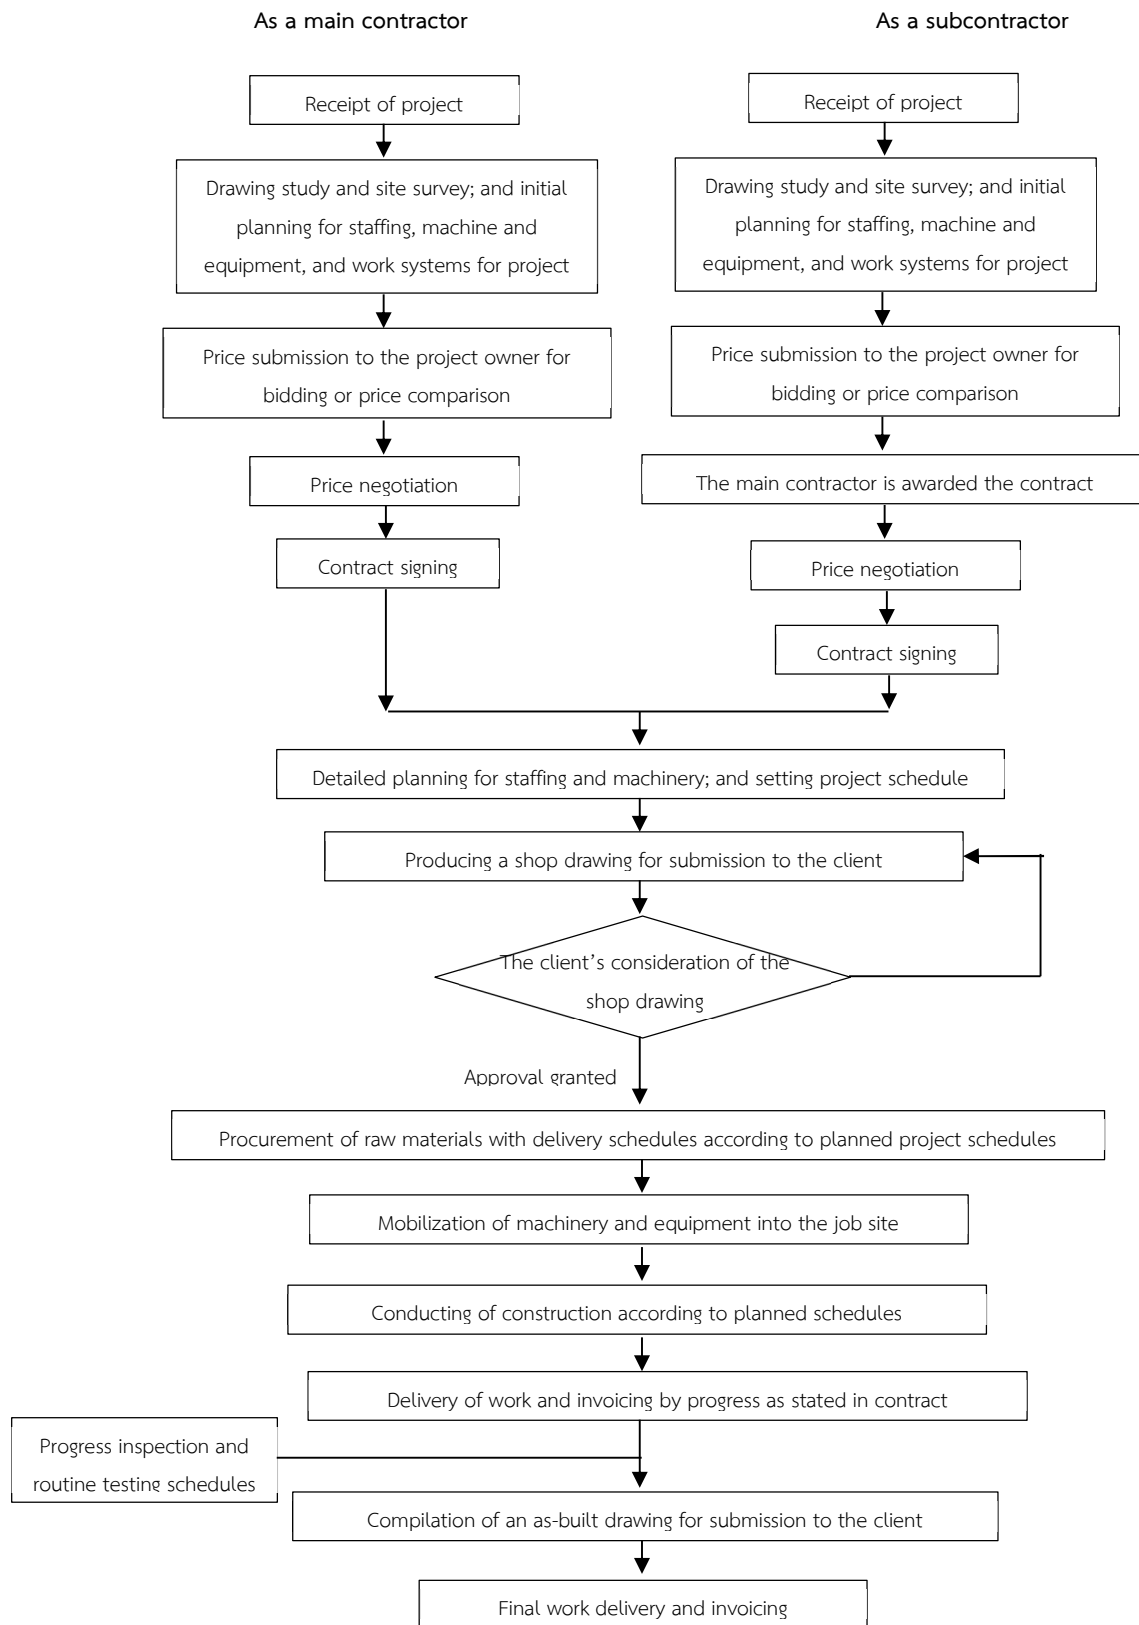 As a main contractor
As a subcontractor
Receipt of project
Drawing study and site survey; and initial
planning for staffing, machine and
equipment, and work systems for project
Price submission to the project owner for
bidding or price comparison
Price negotiation
Contract signing
Receipt of project
Drawing study and site survey; and initial
planning for staffing, machine and
equipment, and work systems for project
Price submission to the project owner for
bidding or price comparison
The main contractor is awarded the contract
Price negotiation
Contract signing
Detailed planning for staffing and machinery; and setting project schedule
Producing a shop drawing for submission to the client
The client’s consideration of the
shop drawing
Approval granted
Procurement of raw materials with delivery schedules according to planned project schedules
Mobilization of machinery and equipment into the job site
Conducting of construction according to planned schedules
Delivery of work and invoicing by progress as stated in contract
Progress inspection and
routine testing schedules
Compilation of an as-built drawing for submission to the client
Final work delivery and invoicing